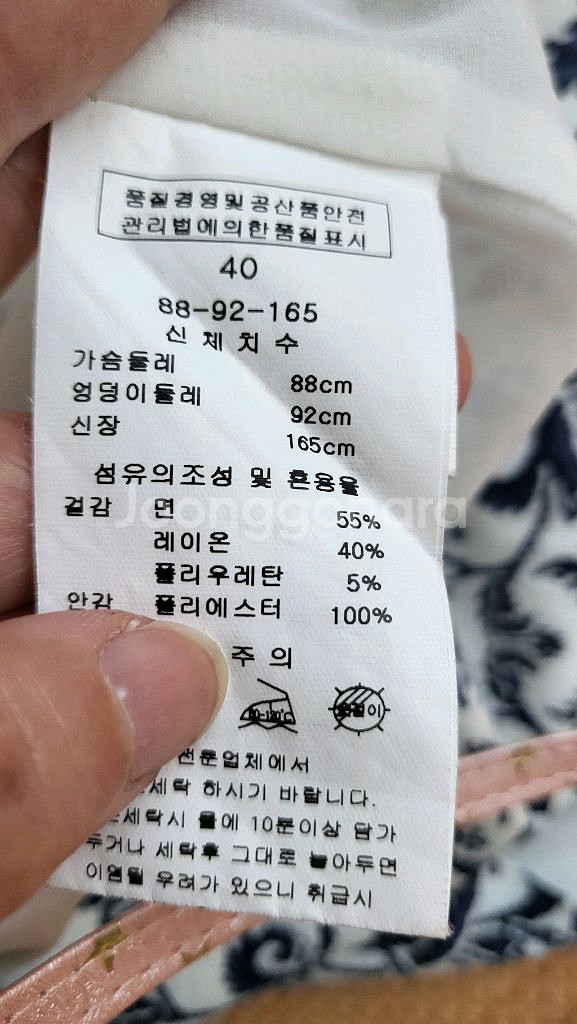 품질경영및공산품안전
관리법에의한품질표시
40
88-92-165
신체치수
가슴둘레 88cm
엉덩이둘레 92cm
신장 165cm
섬유의조성 및 혼용율
Joonggonara
겉감 면 55%
레이온 40%
폴리우레탄 5%
안감 폴리에스터 100%
주의
전문업체에서
세탁 하시기 바랍니다.
세탁시 물에 10분이상 담가
두거나 세탁후 그대로 놓아두면
이염될 우려가 있으니 취급시